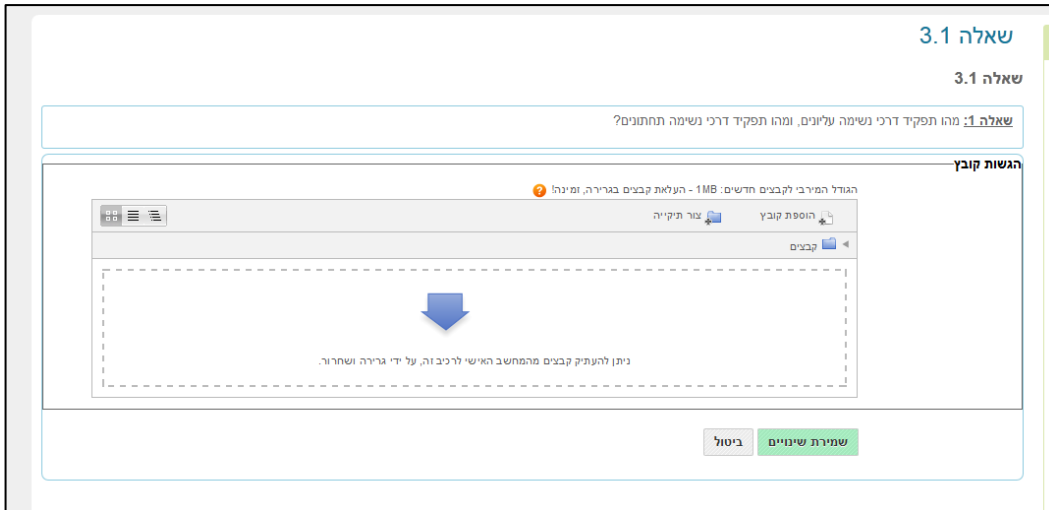 שאלה 3.1
שאלה 3.1
שאלה 1: מהו תפקיד דרכי נשימה עליונים, ומהו תפקיד דרכי נשימה תחתונים?
הגשות קובץ
הגודל המירבי לקבצים חדשים: 1MB - העלאת קבצים בגרירה, זמינה!
הוספת קובץ צור תיקייה
קבצים
ניתן להעתיק קבצים מהמחשב האישי לרכיב זה, על ידי גרירה ושחרור.
שמירת שינויים ביטול